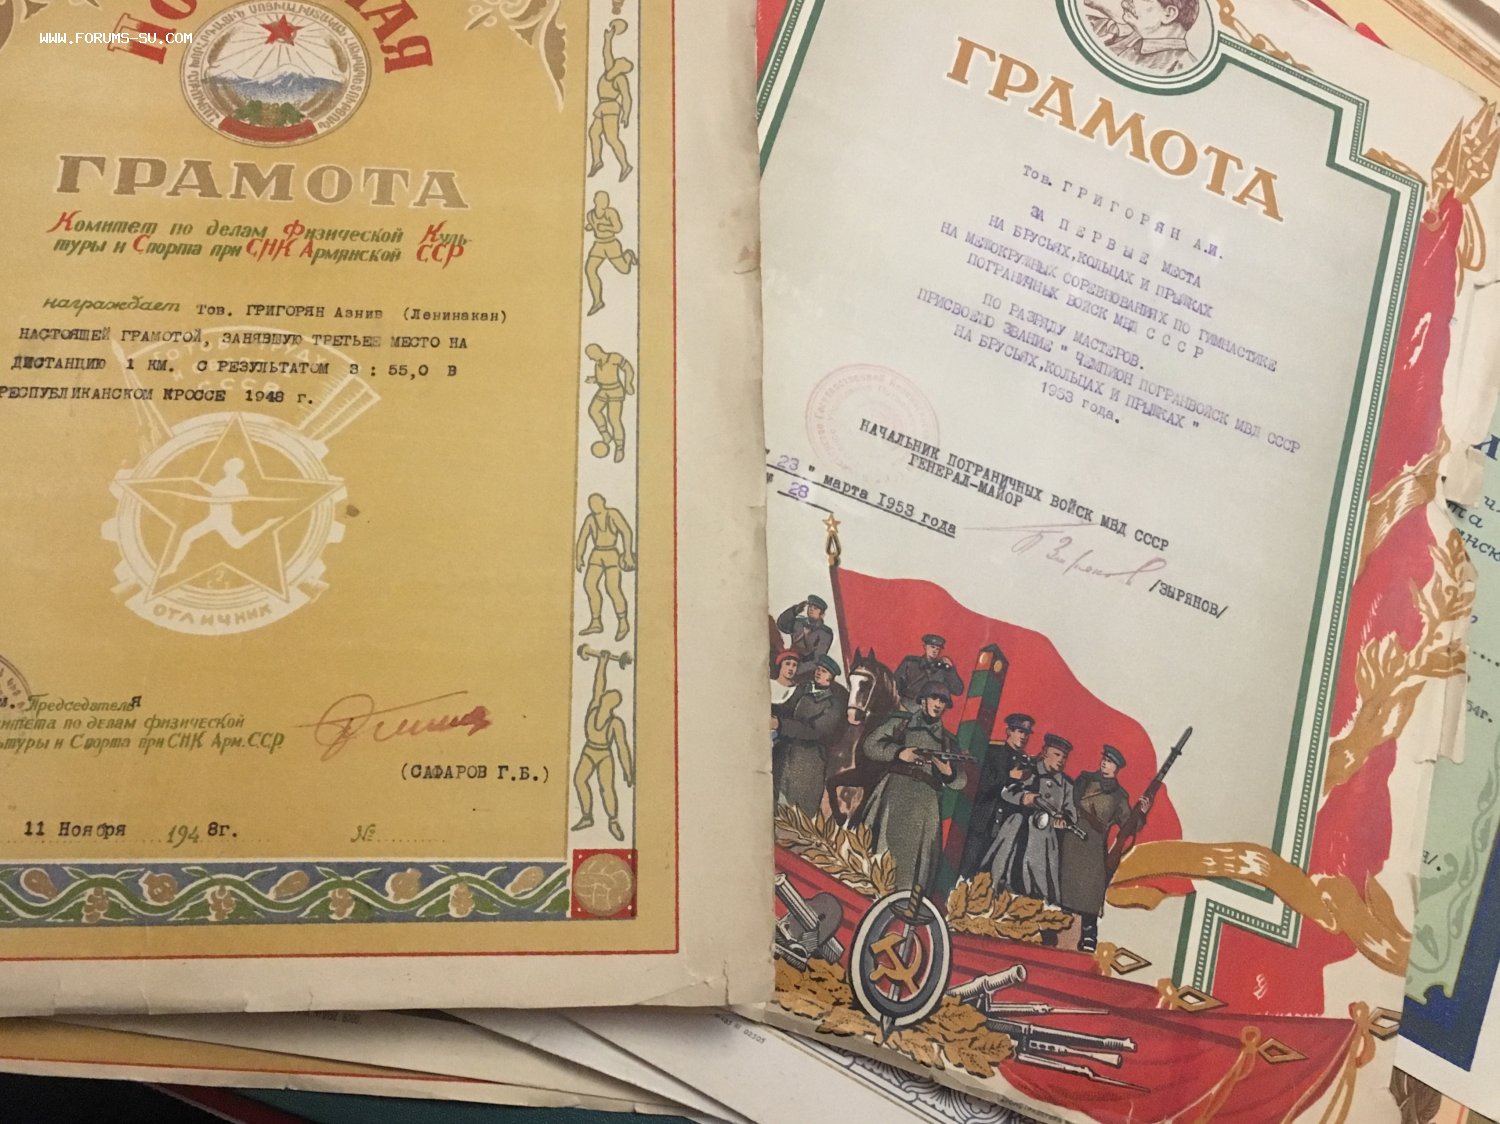 WWW.FORUMS-SU.COM
ГРАМОТА
Комитет по делам Физической Куль-
туры и Спорта при СНК Армянской ССР
награждает Тов. ГРИГОРЯН Азнив (Ленинакан)
НАСТОЯЩЕЙ ГРАМОТОЙ, ЗАНЯВШУЮ ТРЕТЬЕЕ МЕСТО НА
ДИСТАНЦИЮ 1 КМ. С РЕЗУЛЬТАТОМ 3 : 55,0 В
РЕСПУБЛИКАНСКОМ КРОССЕ 1948 г.
ОТЛИЧНИК
Председателя
по делам физической
и Спорта при СНК Арм.ССР
(САФАРОВ Г.Б.)
11 Ноября 1948г. №
ГРАМОТА
Тов. ГРИГОРЯН А.И.
ЗА ПЕРВЫЕ МЕСТА
НА БРУСЬЯХ,КОЛЬЦАХ И ПРЫЖКАХ
НА МЕЖОКРУЖНЫХ СОРЕВНОВАНИЯХ ПО ГИМНАСТИКЕ
ПОГРАНИЧНЫХ ВОЙСК МВД С С С Р
ПО РАЗРЯДУ МАСТЕРОВ.
ПРИСВОЕНО ЗВАНИЕ " ЧЕМПИОН ПОГРАНВОЙСК МВД СССР
НА БРУСЬЯХ,КОЛЬЦАХ И ПРЫЖКАХ "
1953 года.
НАЧАЛЬНИК ПОГРАНИЧНЫХ ВОЙСК МВД СССР
ГЕНЕРАЛ-МАЙОР
/ЗЫРЯНОВ/
" 23 " марта 1953 года
№ 28